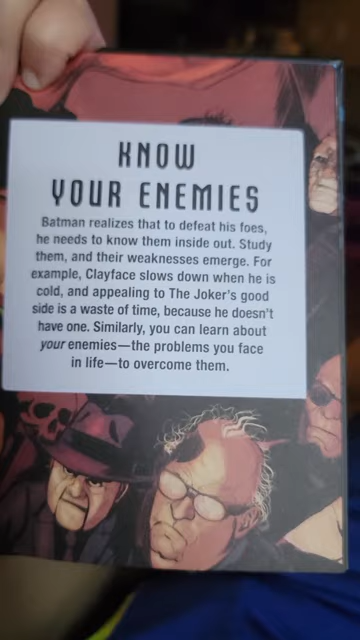 KNOW
YOUR ENEMIES
Batman realizes that to defeat his foes,
he needs to know them inside out. Study
them, and their weaknesses emerge. For
example, Clayface slows down when he is
cold, and appealing to The Joker's good
side is a waste of time, because he doesn't
have one. Similarly, you can learn about
your enemies—the problems you face
in life—to overcome them.